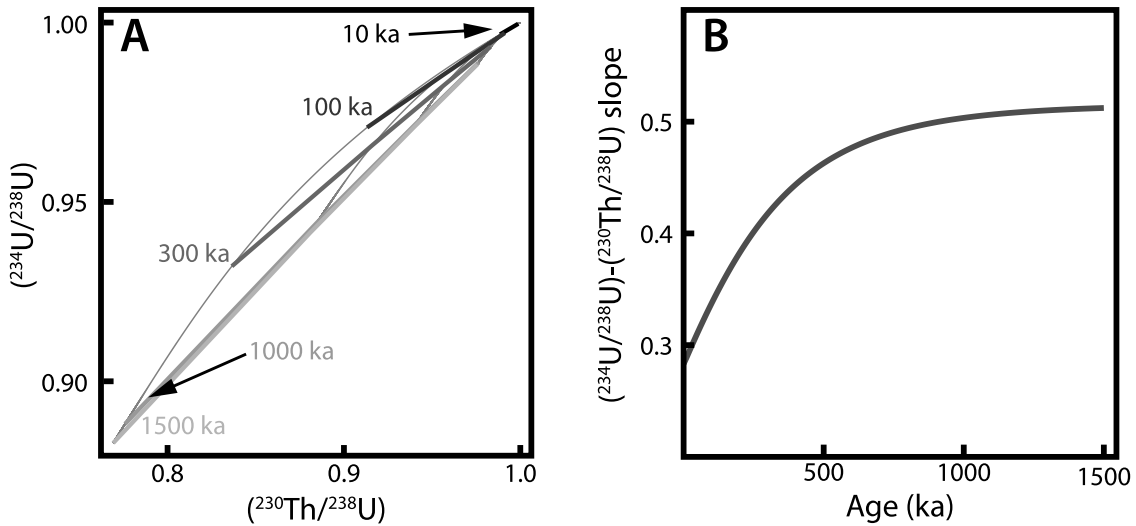 A
1.00
0.95
0.90
(²³⁴U/²³⁸U)
10 ka
100 ka
300 ka
1000 ka
1500 ka
0.8
0.9
1.0
(²³⁰Th/²³⁸U)
B
0.5
0.4
0.3
(²³⁴U/²³⁸U)-(²³⁰Th/²³⁸U) slope
500
1000
1500
Age (ka)